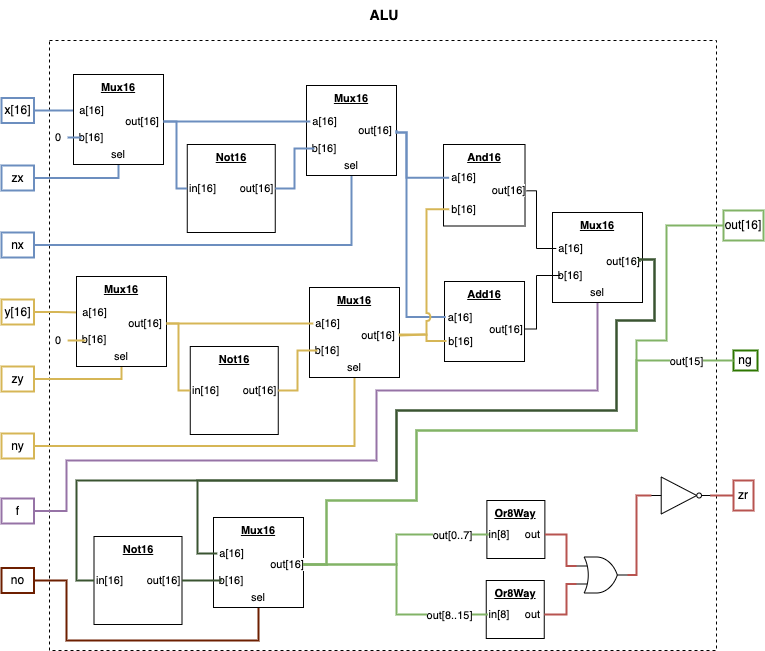 ALU
Mux16
x[16]
a[16]
out[16]
0
b[16]
sel
zx
Mux16
a[16]
out[16]
b[16]
sel
Not16
in[16]
out[16]
nx
And16
a[16]
out[16]
b[16]
Mux16
a[16]
out[16]
b[16]
sel
out[16]
Mux16
y[16]
a[16]
out[16]
0
b[16]
sel
zy
Mux16
a[16]
out[16]
b[16]
sel
Not16
in[16]
out[16]
ny
Add16
a[16]
out[16]
b[16]
out[15]
ng
f
no
Not16
in[16]
out[16]
Mux16
a[16]
out[16]
b[16]
sel
out[0..7]
Or8Way
in[8]
out
out[8..15]
Or8Way
in[8]
out
zr